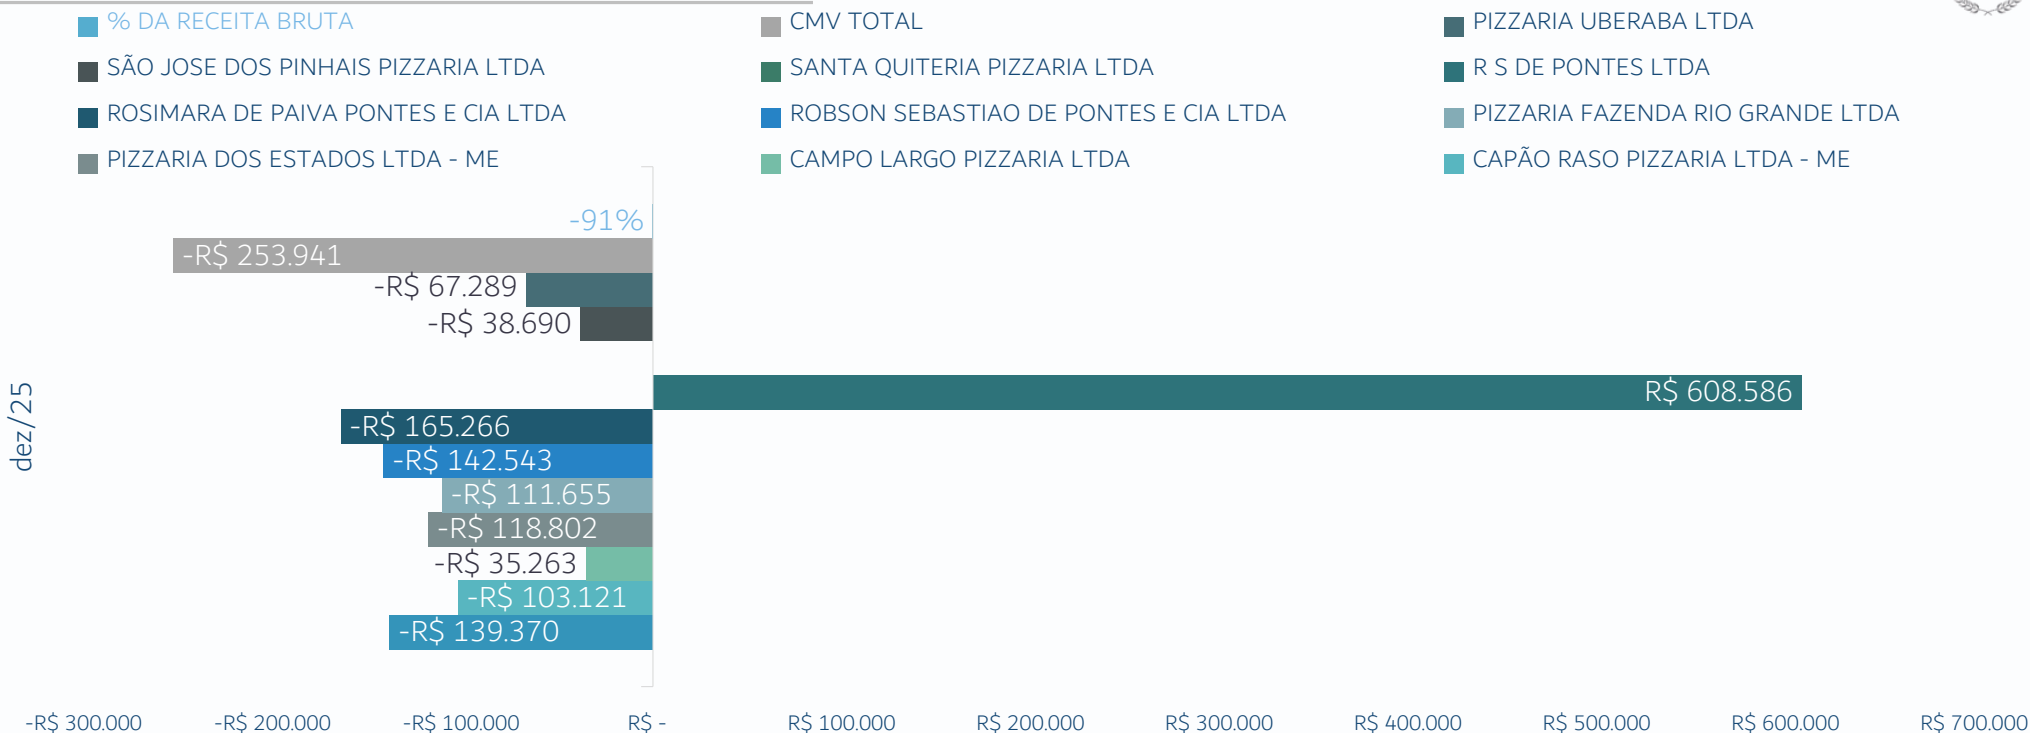 % DA RECEITA BRUTA CMV TOTAL PIZZARIA UBERABA LTDA
SÃO JOSE DOS PINHAIS PIZZARIA LTDA SANTA QUITERIA PIZZARIA LTDA R S DE PONTES LTDA
ROSIMARA DE PAIVA PONTES E CIA LTDA ROBSON SEBASTIAO DE PONTES E CIA LTDA PIZZARIA FAZENDA RIO GRANDE LTDA
PIZZARIA DOS ESTADOS LTDA - ME CAMPO LARGO PIZZARIA LTDA CAPÃO RASO PIZZARIA LTDA - ME
-91%
-R$ 253.941
-R$ 67.289
-R$ 38.690
R$ 608.586
-R$ 165.266
-R$ 142.543
-R$ 111.655
-R$ 118.802
-R$ 35.263
-R$ 103.121
-R$ 139.370
dez/25
-R$ 300.000 -R$ 200.000 -R$ 100.000 R$ - R$ 100.000 R$ 200.000 R$ 300.000 R$ 400.000 R$ 500.000 R$ 600.000 R$ 700.000